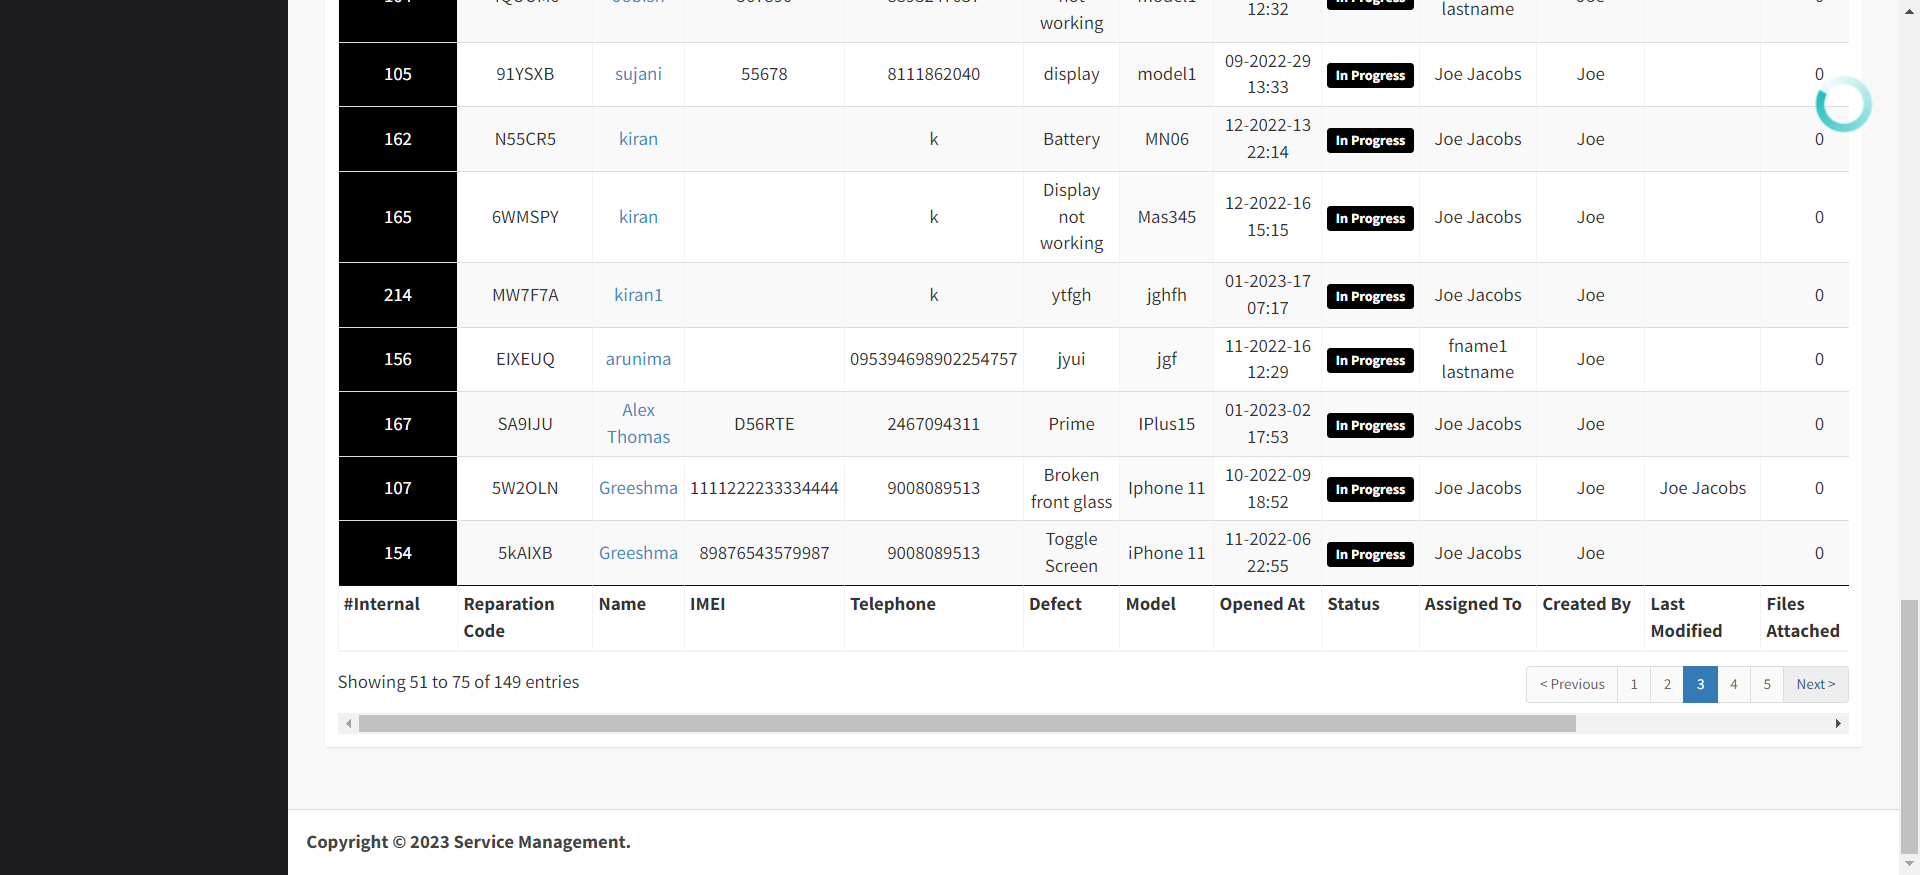 12:32
lastname
working
105 91YSXB sujani 55678 8111862040 display model1 09-2022-29 13:33 In Progress Joe Jacobs Joe 0
162 N55CR5 kiran k Battery MN06 12-2022-13 22:14 In Progress Joe Jacobs Joe 0
165 6WMSPY kiran k Display not working Mas345 12-2022-16 15:15 In Progress Joe Jacobs Joe 0
214 MW7F7A kiran1 k ytfgh jghfh 01-2023-17 07:17 In Progress Joe Jacobs Joe 0
156 EIXEUQ arunima 095394698902254757 jyui jgf 11-2022-16 12:29 In Progress fname1 lastname Joe 0
167 SA9IJU Alex Thomas D56RTE 2467094311 Prime IPlus15 01-2023-02 17:53 In Progress Joe Jacobs Joe 0
107 5W2OLN Greeshma 1111222233334444 9008089513 Broken front glass Iphone 11 10-2022-09 18:52 In Progress Joe Jacobs Joe Joe Jacobs 0
154 5kAIXB Greeshma 89876543579987 9008089513 Toggle Screen iPhone 11 11-2022-06 22:55 In Progress Joe Jacobs Joe 0
#Internal Reparation Code Name IMEI Telephone Defect Model Opened At Status Assigned To Created By Last Modified Files Attached
Showing 51 to 75 of 149 entries
< Previous 1 2 3 4 5 Next >
Copyright © 2023 Service Management.